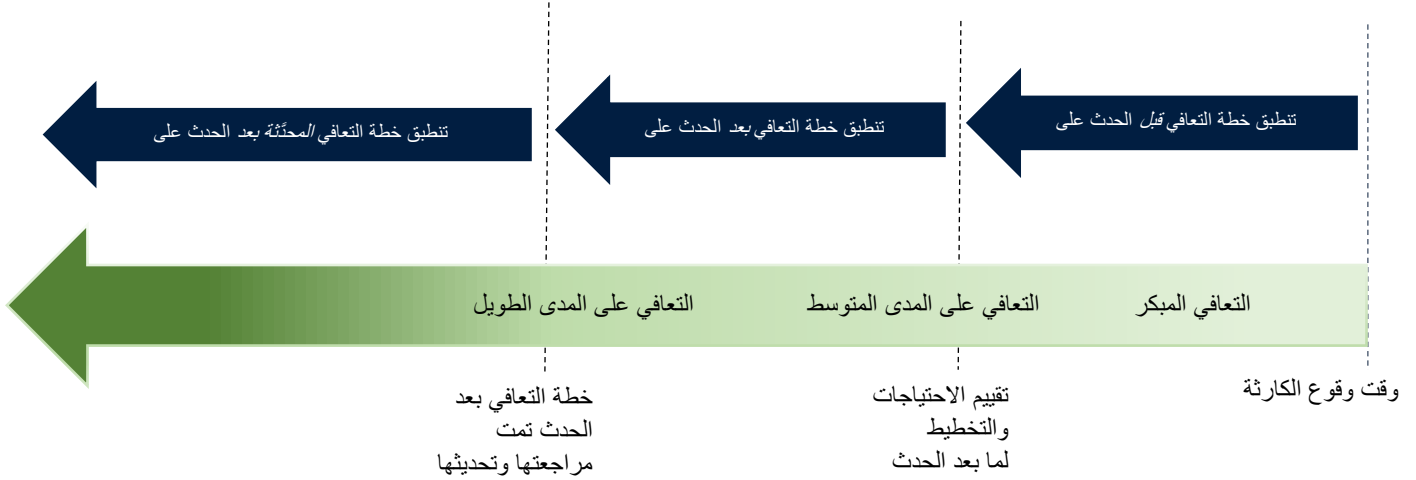 تنطبق خطة التعافي قبل الحدث على
تنطبق خطة التعافي بعد الحدث على
تنطبق خطة التعافي المحدَّثة بعد الحدث على
التعافي المبكر
التعافي على المدى المتوسط
التعافي على المدى الطويل
وقت وقوع الكارثة
تقييم الاحتياجات
والتخطيط
لما بعد الحدث
خطة التعافي بعد
الحدث تمت
مراجعتها وتحديثها